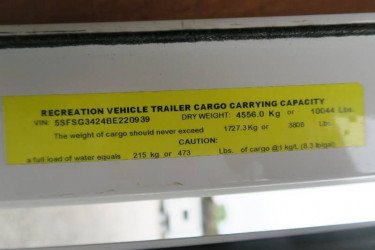 RECREATION VEHICLE TRAILER CARGO CARRYING CAPACITY
VIN: 5SFSG3424BE220939 DRY WEIGHT: 4556.0 Kg or 10044 Lbs.
The weight of cargo should never exceed 1727.3 Kg or 3808 Lbs.
CAUTION:
a full load of water equals 215 kg or 473 Lbs. of cargo @1 kg/L (8.3 lb/gal)